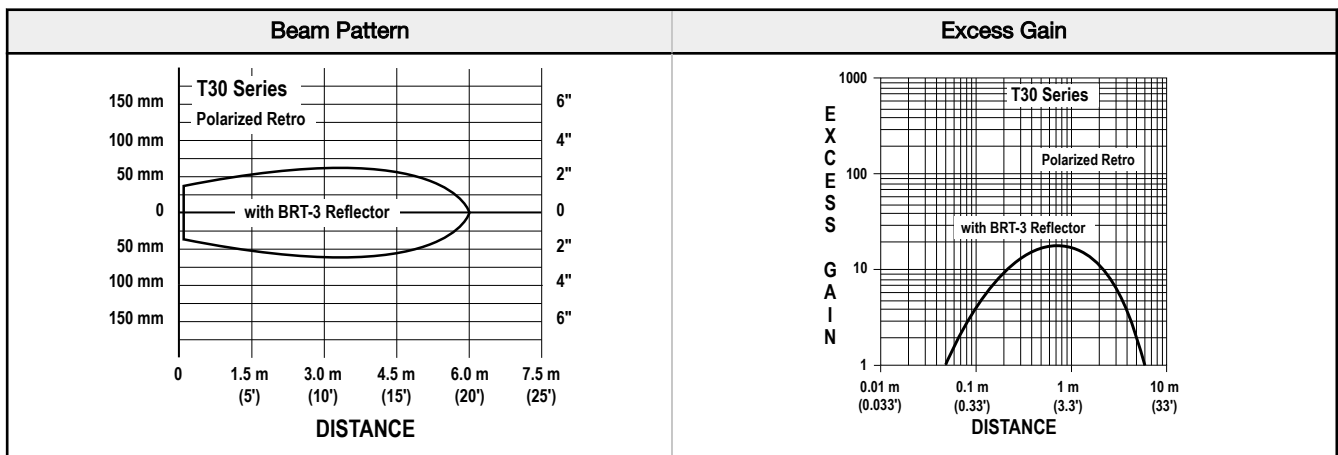 Beam Pattern
Excess Gain
T30 Series
Polarized Retro
with BRT-3 Reflector
150 mm
100 mm
50 mm
0
50 mm
100 mm
150 mm
6"
4"
2"
0
2"
4"
6"
0 1.5 m 3.0 m 4.5 m 6.0 m 7.5 m
(5') (10') (15') (20') (25')
DISTANCE
EXCESS GAIN
1000
100
10
1
T30 Series
Polarized Retro
with BRT-3 Reflector
0.01 m 0.1 m 1 m 10 m
(0.033') (0.33') (3.3') (33')
DISTANCE